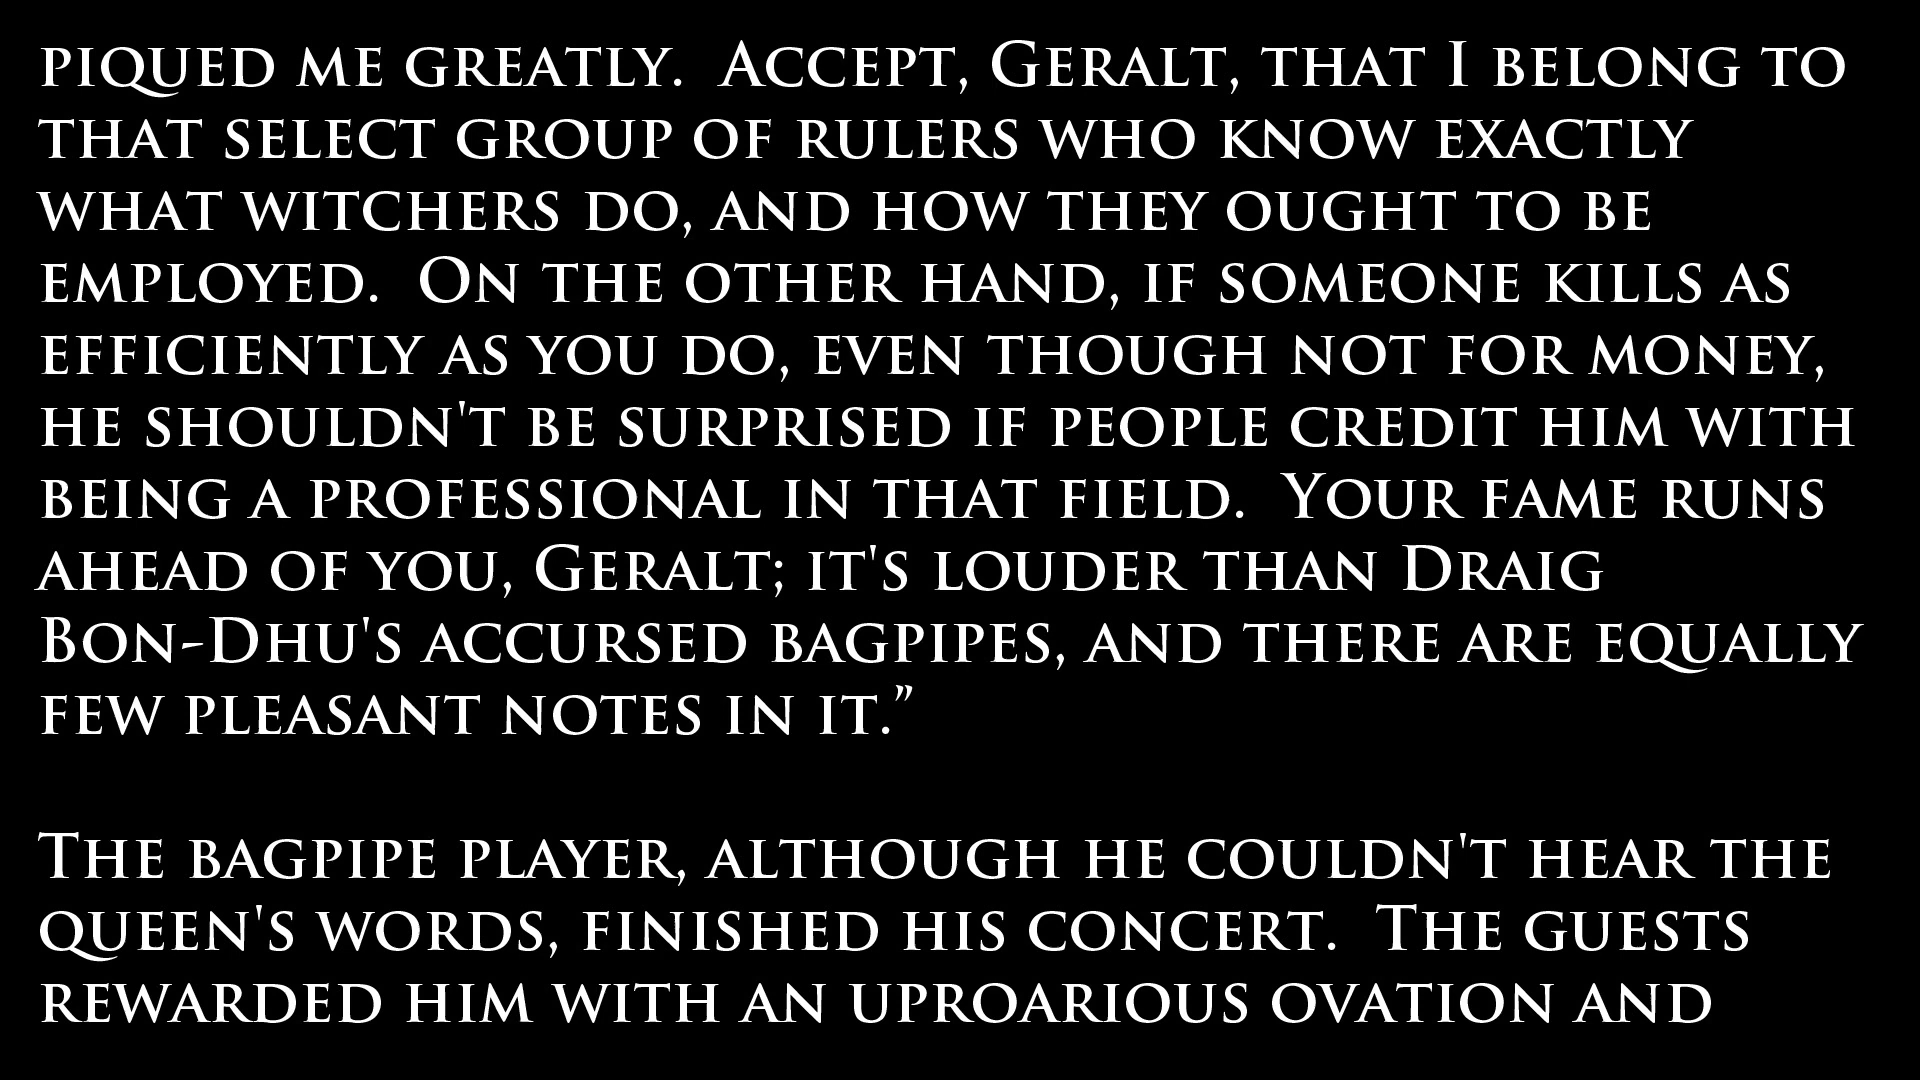 piqued me greatly.  Accept, Geralt, that I belong to
that select group of rulers who know exactly
what witchers do, and how they ought to be
employed.  On the other hand, if someone kills as
efficiently as you do, even though not for money,
he shouldn't be surprised if people credit him with
being a professional in that field.  Your fame runs
ahead of you, Geralt; it's louder than Draig
Bon-Dhu's accursed bagpipes, and there are equally
few pleasant notes in it.”

The bagpipe player, although he couldn't hear the
queen's words, finished his concert.  The guests
rewarded him with an uproarious ovation and